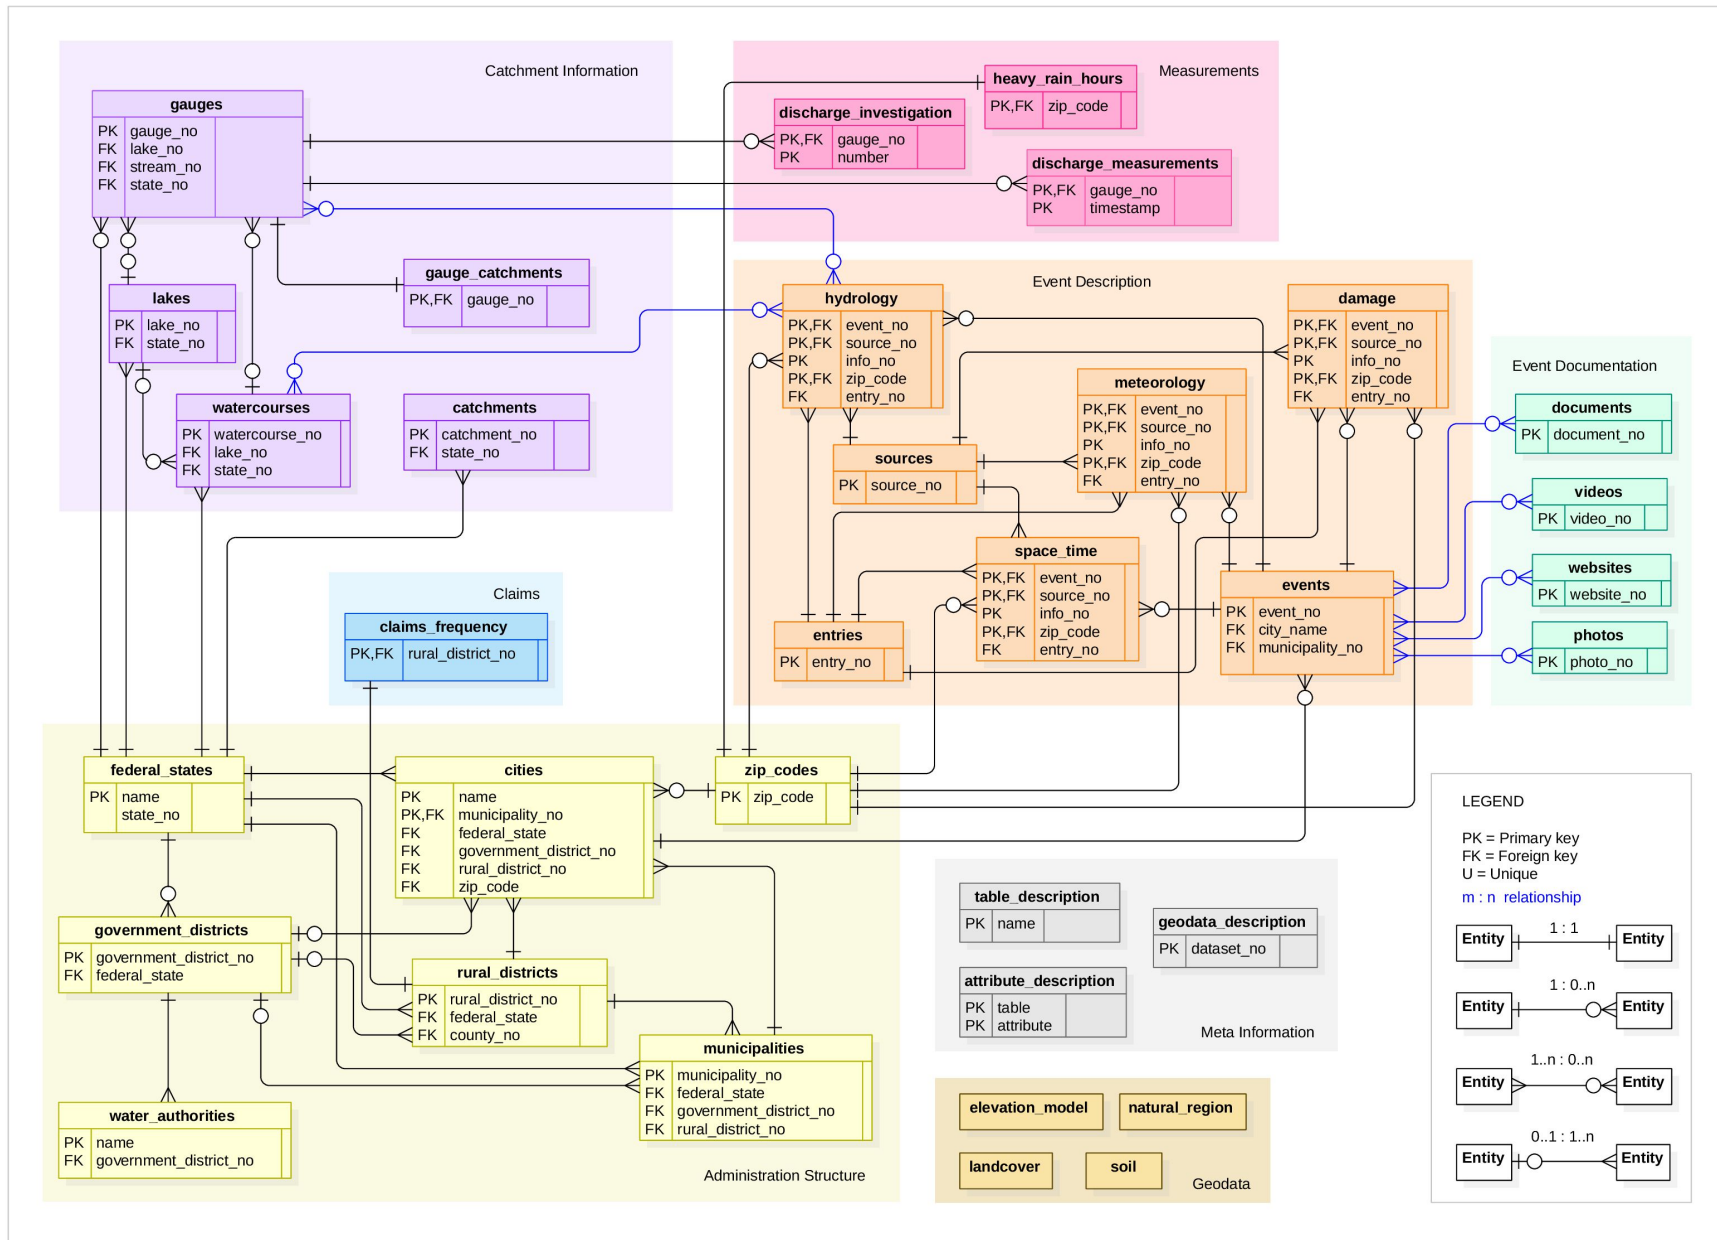 Catchment Information
gauges
PK gauge_no
FK lake_no
FK stream_no
FK state_no
gauge_catchments
PK,FK gauge_no
lakes
PK lake_no
FK state_no
watercourses
PK watercourse_no
FK lake_no
FK state_no
catchments
PK catchment_no
FK state_no
Measurements
heavy_rain_hours
PK,FK zip_code
discharge_investigation
PK,FK gauge_no
PK number
discharge_measurements
PK,FK gauge_no
PK timestamp
Event Description
hydrology
PK,FK event_no
PK,FK source_no
PK info_no
PK,FK zip_code
FK entry_no
damage
PK,FK event_no
PK,FK source_no
PK info_no
PK,FK zip_code
FK entry_no
meteorology
PK,FK event_no
PK,FK source_no
PK info_no
PK,FK zip_code
FK entry_no
sources
PK source_no
space_time
PK,FK event_no
PK,FK source_no
PK info_no
PK,FK zip_code
FK entry_no
events
PK event_no
FK city_name
FK municipality_no
entries
PK entry_no
Event Documentation
documents
PK document_no
videos
PK video_no
websites
PK website_no
photos
PK photo_no
Claims
claims_frequency
PK,FK rural_district_no
federal_states
PK name
state_no
cities
PK name
PK,FK municipality_no
FK federal_state
FK government_district_no
FK rural_district_no
FK zip_code
zip_codes
PK zip_code
government_districts
PK government_district_no
FK federal_state
rural_districts
PK rural_district_no
FK federal_state
FK county_no
municipalities
PK municipality_no
FK federal_state
FK government_district_no
FK rural_district_no
water_authorities
PK name
FK government_district_no
Administration Structure
table_description
PK name
geodata_description
PK dataset_no
attribute_description
PK table
PK attribute
Meta Information
elevation_model
natural_region
landcover
soil
Geodata
LEGEND
PK = Primary key
FK = Foreign key
U = Unique
m : n relationship
Entity 1 : 1 Entity
Entity 1 : 0..n Entity
Entity 1..n : 0..n Entity
Entity 0..1 : 1..n Entity